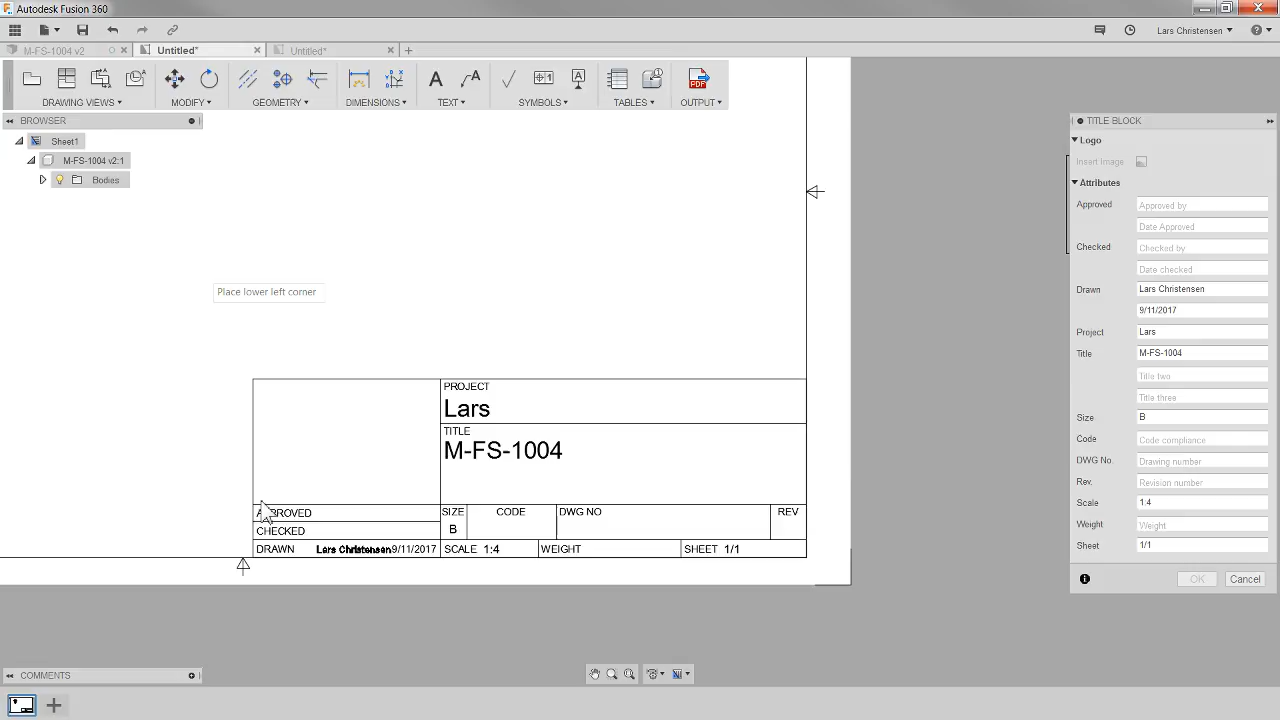 Autodesk Fusion 360
Lars Christensen
M-FS-1004 v2
Untitled*
Untitled*
PDF
DRAWING VIEWS
MODIFY
GEOMETRY
DIMENSIONS
TEXT
SYMBOLS
TABLES
OUTPUT
BROWSER
Sheet1
M-FS-1004 v2:1
Bodies
Place lower left corner
PROJECT
Lars
TITLE
M-FS-1004
APPROVED
CHECKED
DRAWN Lars Christensen 9/11/2017
SIZE
B
CODE
DWG NO
REV
SCALE 1:4
WEIGHT
SHEET 1/1
TITLE BLOCK
Logo
Insert Image
Attributes
Approved Approved by
Date Approved
Checked Checked by
Date checked
Drawn Lars Christensen
9/11/2017
Project Lars
Title M-FS-1004
Title two
Title three
Size B
Code Code compliance
DWG No. Drawing number
Rev. Revision number
Scale 1:4
Weight Weight
Sheet 1/1
OK Cancel
COMMENTS